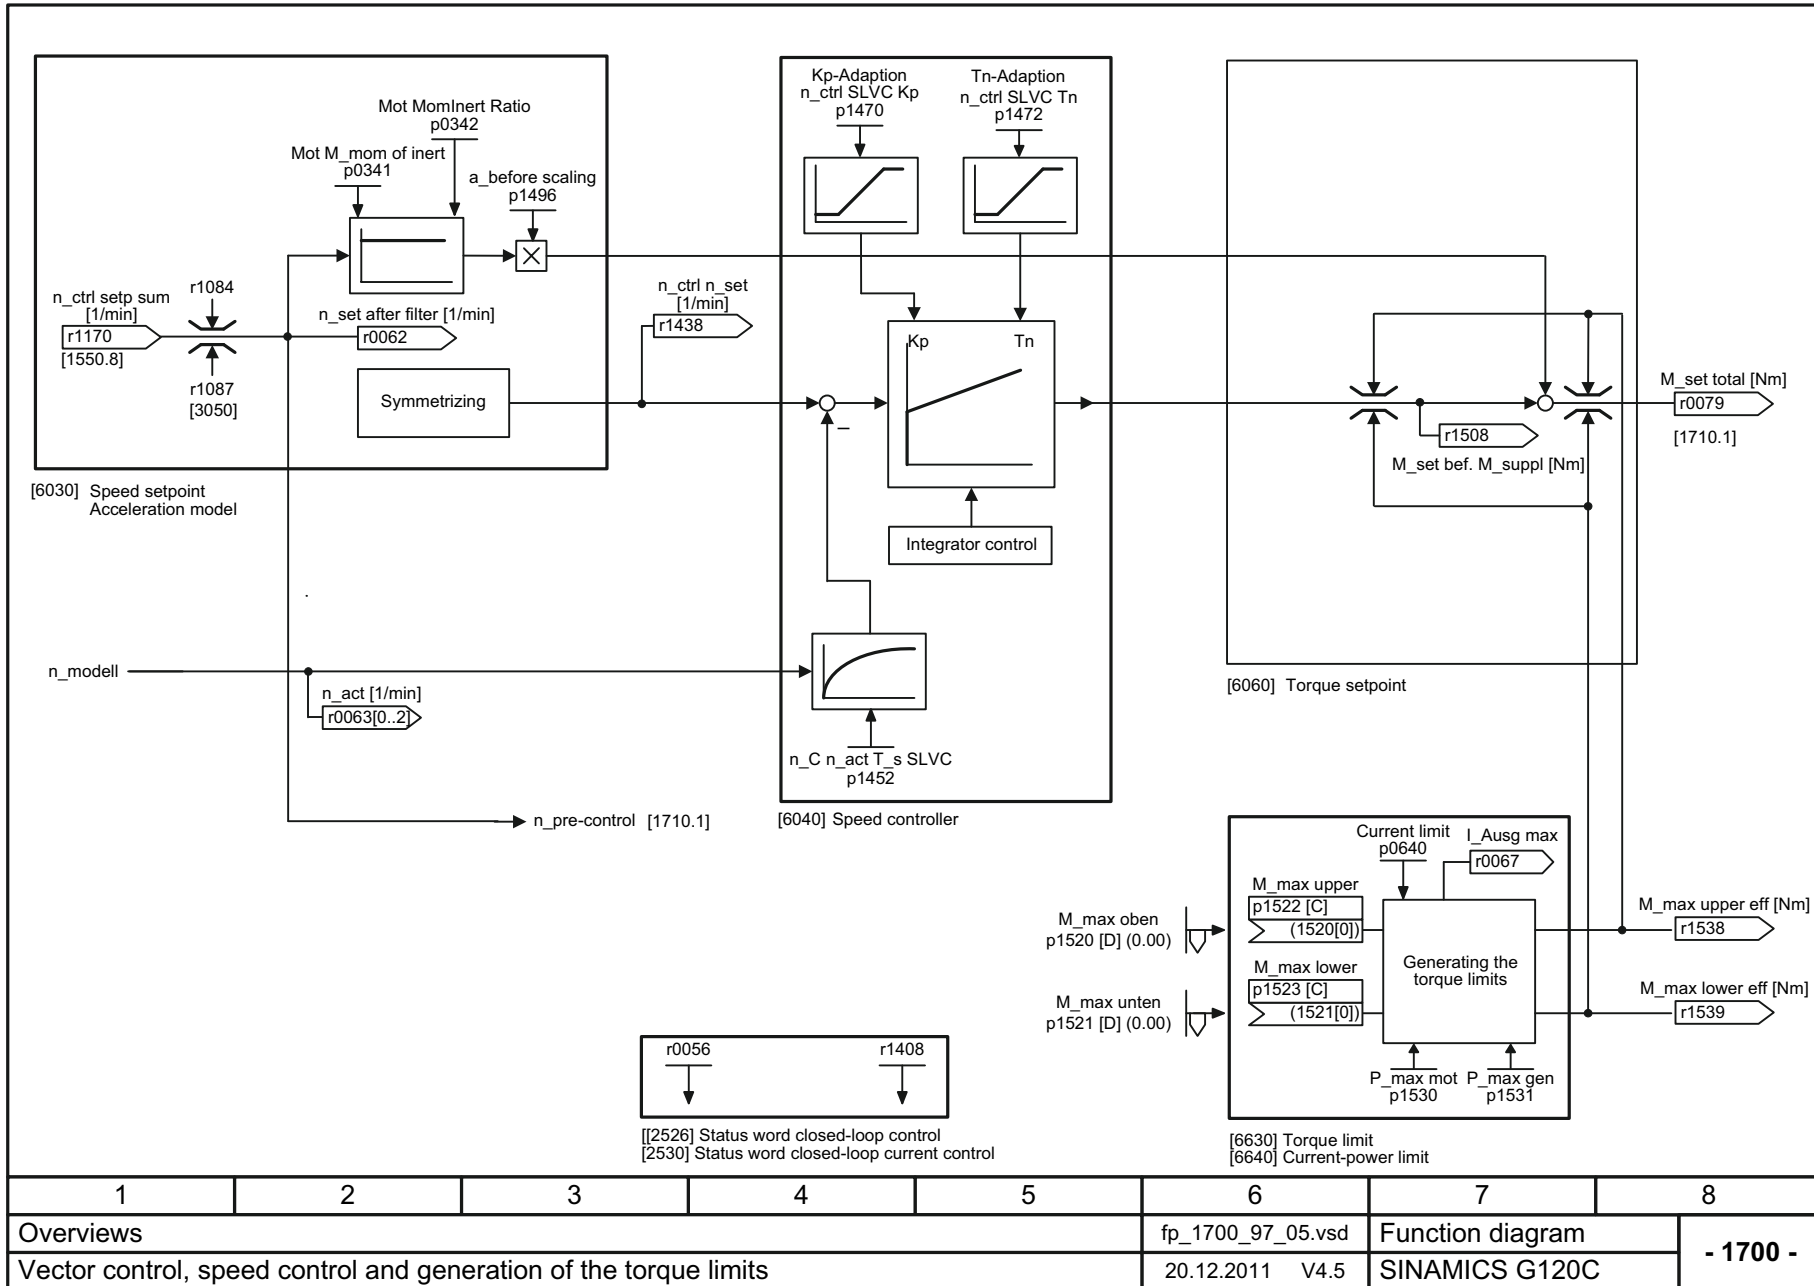 Mot MomInert Ratio
p0342
Mot M_mom of inert
p0341
a_before scaling
p1496
n_ctrl setp sum
[1/min]
r1170
[1550.8]
r1084
r1087
[3050]
n_set after filter [1/min]
r0062
Symmetrizing
n_ctrl n_set
[1/min]
r1438
[6030] Speed setpoint
Acceleration model
Kp-Adaption
n_ctrl SLVC Kp
p1470
Tn-Adaption
n_ctrl SLVC Tn
p1472
Kp Tn
–
Integrator control
n_C n_act T_s SLVC
p1452
[6040] Speed controller
n_modell
n_act [1/min]
r0063[0..2]
n_pre-control [1710.1]
r1508
M_set bef. M_suppl [Nm]
M_set total [Nm]
r0079
[1710.1]
[6060] Torque setpoint
Current limit
p0640
I_Ausg max
r0067
M_max upper
p1522 [C]
(1520[0])
M_max oben
p1520 [D] (0.00)
M_max lower
p1523 [C]
(1521[0])
M_max unten
p1521 [D] (0.00)
Generating the
torque limits
M_max upper eff [Nm]
r1538
M_max lower eff [Nm]
r1539
P_max mot
p1530
P_max gen
p1531
[6630] Torque limit
[6640] Current-power limit
r0056
r1408
[[2526] Status word closed-loop control
[2530] Status word closed-loop current control
1 2 3 4 5 6 7 8
Overviews
fp_1700_97_05.vsd
Function diagram
- 1700 -
Vector control, speed control and generation of the torque limits
20.12.2011 V4.5
SINAMICS G120C